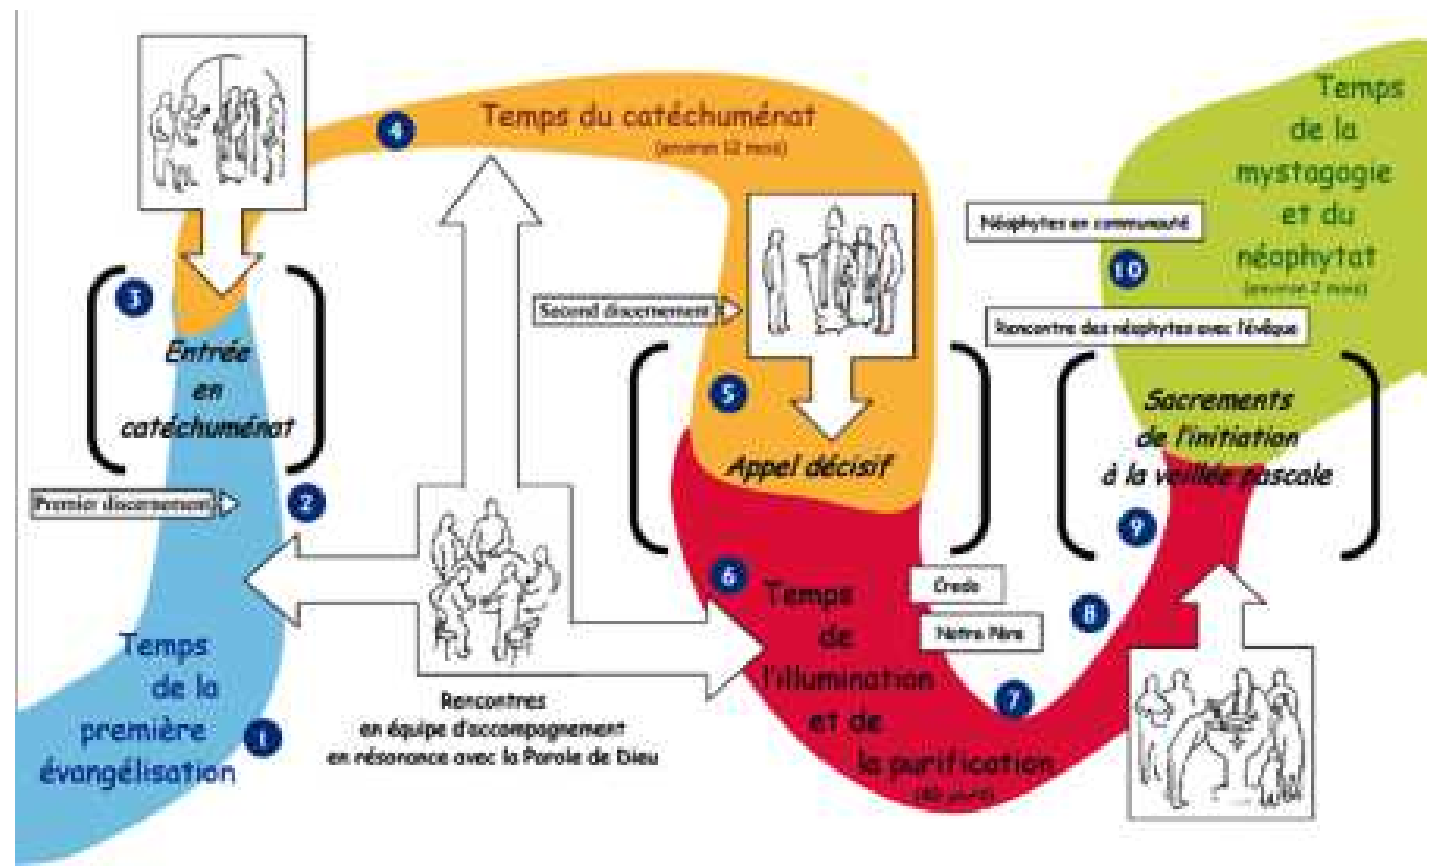 4
Temps du catéchuménat
(environ 12 mois)
Temps
de la
mystagogie
et du
néophytat
(environ 2 mois)
Néophytes en communauté
10
Rencontre des néophytes avec l'évêque
3
Entrée
en
catéchuménat
Second discernement
5
Appel décisif
Sacrements
de l'initiation
à la veillée pascale
Premier discernement
2
9
6
Temps
de
l'illumination
et de
la purification
Credo
Notre Père
8
7
Temps
de la
première
évangélisation
1
Rencontres
en équipe d'accompagnement
en résonance avec la Parole de Dieu